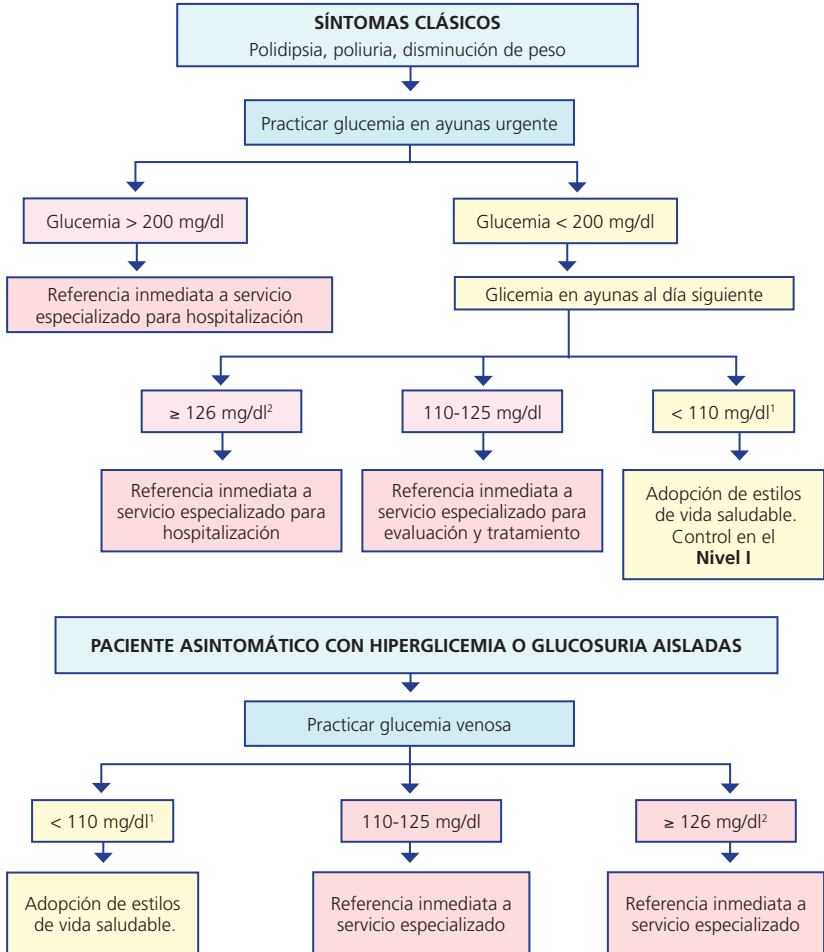 SÍNTOMAS CLÁSICOS
Polidipsia, poliuria, disminución de peso
Practicar glucemia en ayunas urgente
Glucemia > 200 mg/dl
Glucemia < 200 mg/dl
Referencia inmediata a servicio
especializado para hospitalización
Glicemia en ayunas al día siguiente
≥ 126 mg/dl²
110-125 mg/dl
< 110 mg/dl¹
Referencia inmediata a
servicio especializado para
hospitalización
Referencia inmediata a
servicio especializado para
evaluación y tratamiento
Adopción de estilos
de vida saludable.
Control en el
Nivel I
PACIENTE ASINTOMÁTICO CON HIPERGLICEMIA O GLUCOSURIA AISLADAS
Practicar glucemia venosa
< 110 mg/dl¹
110-125 mg/dl
≥ 126 mg/dl²
Adopción de estilos
de vida saludable.
Referencia inmediata a
servicio especializado
Referencia inmediata a
servicio especializado